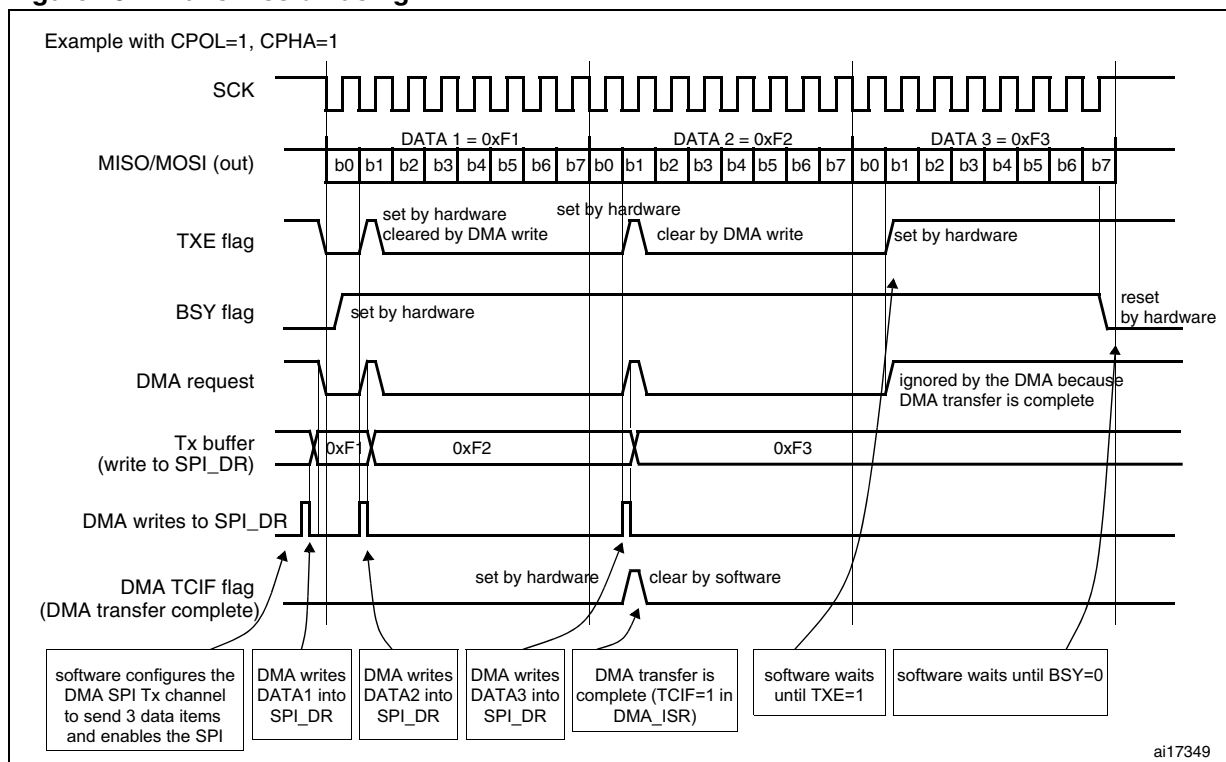 Example with CPOL=1, CPHA=1
SCK
DATA 1 = 0xF1
DATA 2 = 0xF2
DATA 3 = 0xF3
MISO/MOSI (out)
b0 b1 b2 b3 b4 b5 b6 b7 b0 b1 b2 b3 b4 b5 b6 b7 b0 b1 b2 b3 b4 b5 b6 b7
TXE flag
set by hardware
cleared by DMA write
set by hardware
clear by DMA write
set by hardware
BSY flag
set by hardware
reset
by hardware
DMA request
ignored by the DMA because
DMA transfer is complete
Tx buffer
(write to SPI_DR)
0xF1
0xF2
0xF3
DMA writes to SPI_DR
DMA TCIF flag
(DMA transfer complete)
set by hardware
clear by software
software configures the
DMA SPI Tx channel
to send 3 data items
and enables the SPI
DMA writes
DATA1 into
SPI_DR
DMA writes
DATA2 into
SPI_DR
DMA writes
DATA3 into
SPI_DR
DMA transfer is
complete (TCIF=1 in
DMA_ISR)
software waits
until TXE=1
software waits until BSY=0
ai17349